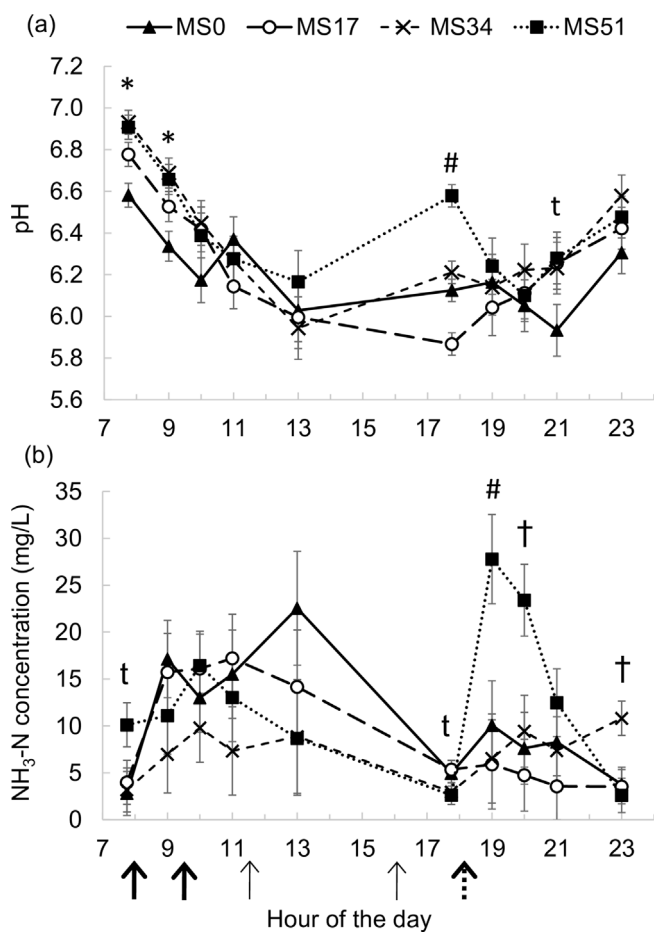 (a) MS0 MS17 MS34 MS51
7.2
7.0
6.8
6.6
6.4
6.2
6.0
5.8
5.6
pH
* * # t
7 9 11 13 15 17 19 21 23
(b)
35
30
25
20
15
10
5
0
NH₃-N concentration (mg/L)
t t # † †
7 9 11 13 15 17 19 21 23
Hour of the day